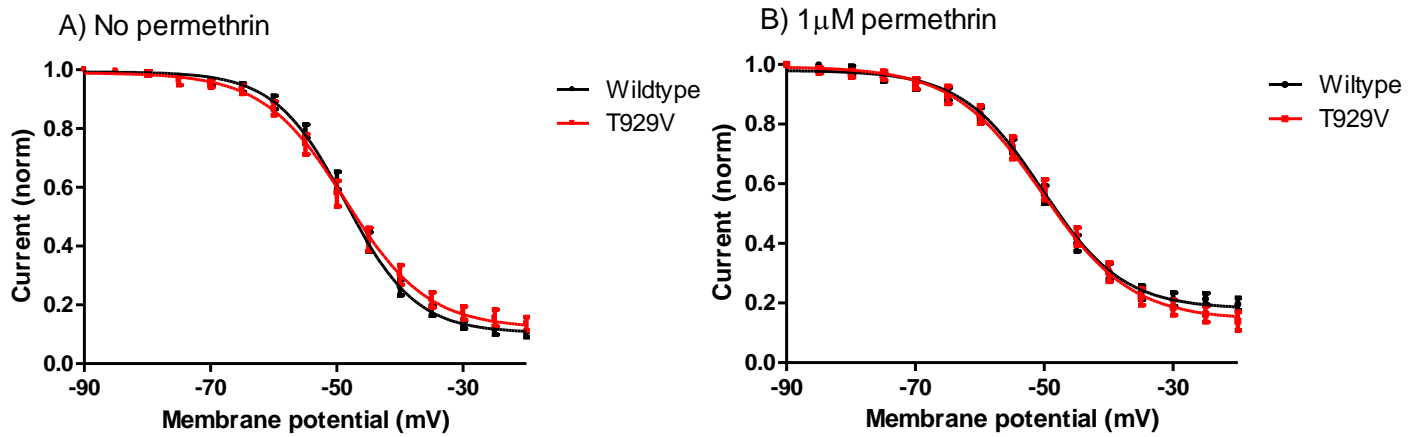 A) No permethrin
1.0
0.8
0.6
0.4
0.2
0.0
-90
-70
-50
-30
Current (norm)
Membrane potential (mV)
Wildtype
T929V
B) 1μM permethrin
1.0
0.8
0.6
0.4
0.2
0.0
-90
-70
-50
-30
Current (norm)
Membrane potential (mV)
Wiltype
T929V